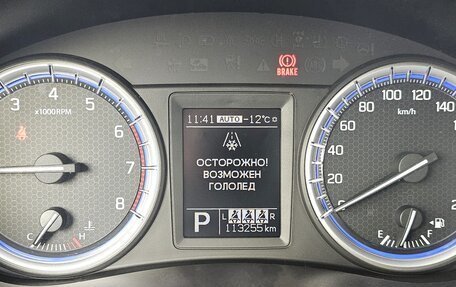 BRAKE
3 4 5 6 7 8
x1000RPM
C H
11:41 AUTO -12°C
ОСТОРОЖНО!
ВОЗМОЖЕН
ГОЛОЛЕД
P L R
113255 km
80 100 120 140
60
40
20
km/h
E F